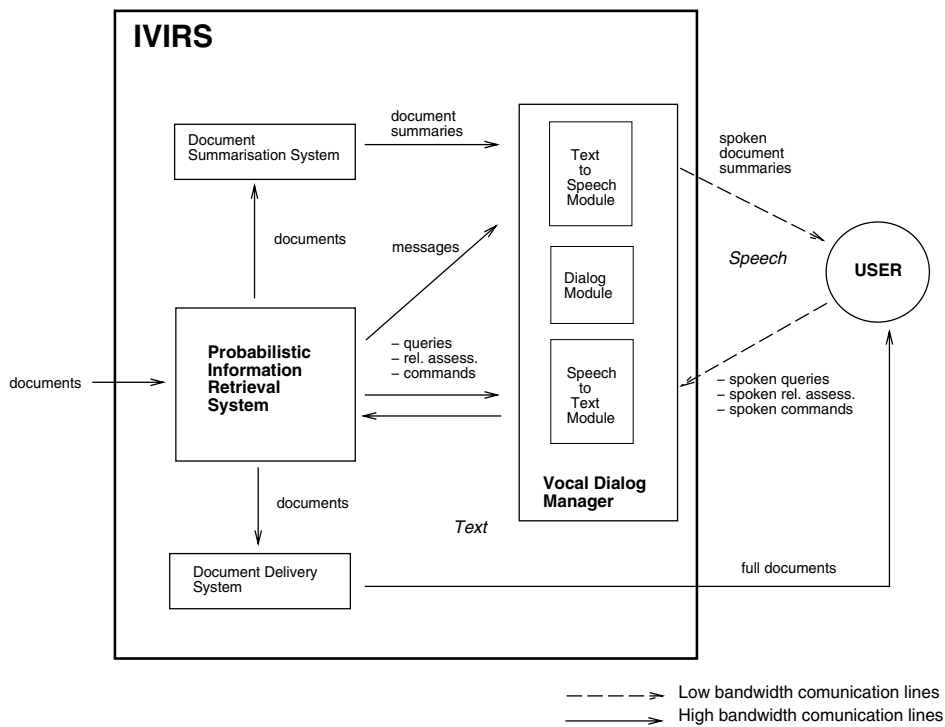 IVIRS
document
summaries
Document
Summarisation System
Text
to
Speech
Module
spoken
document
summaries
documents
messages
Speech
USER
Dialog
Module
– queries
– rel. assess.
– commands
Probabilistic
Information
Retrieval
System
documents
Speech
to
Text
Module
– spoken queries
– spoken rel. assess.
– spoken commands
Vocal Dialog
Manager
documents
Text
Document Delivery
System
full documents
Low bandwidth comunication lines
High bandwidth comunication lines